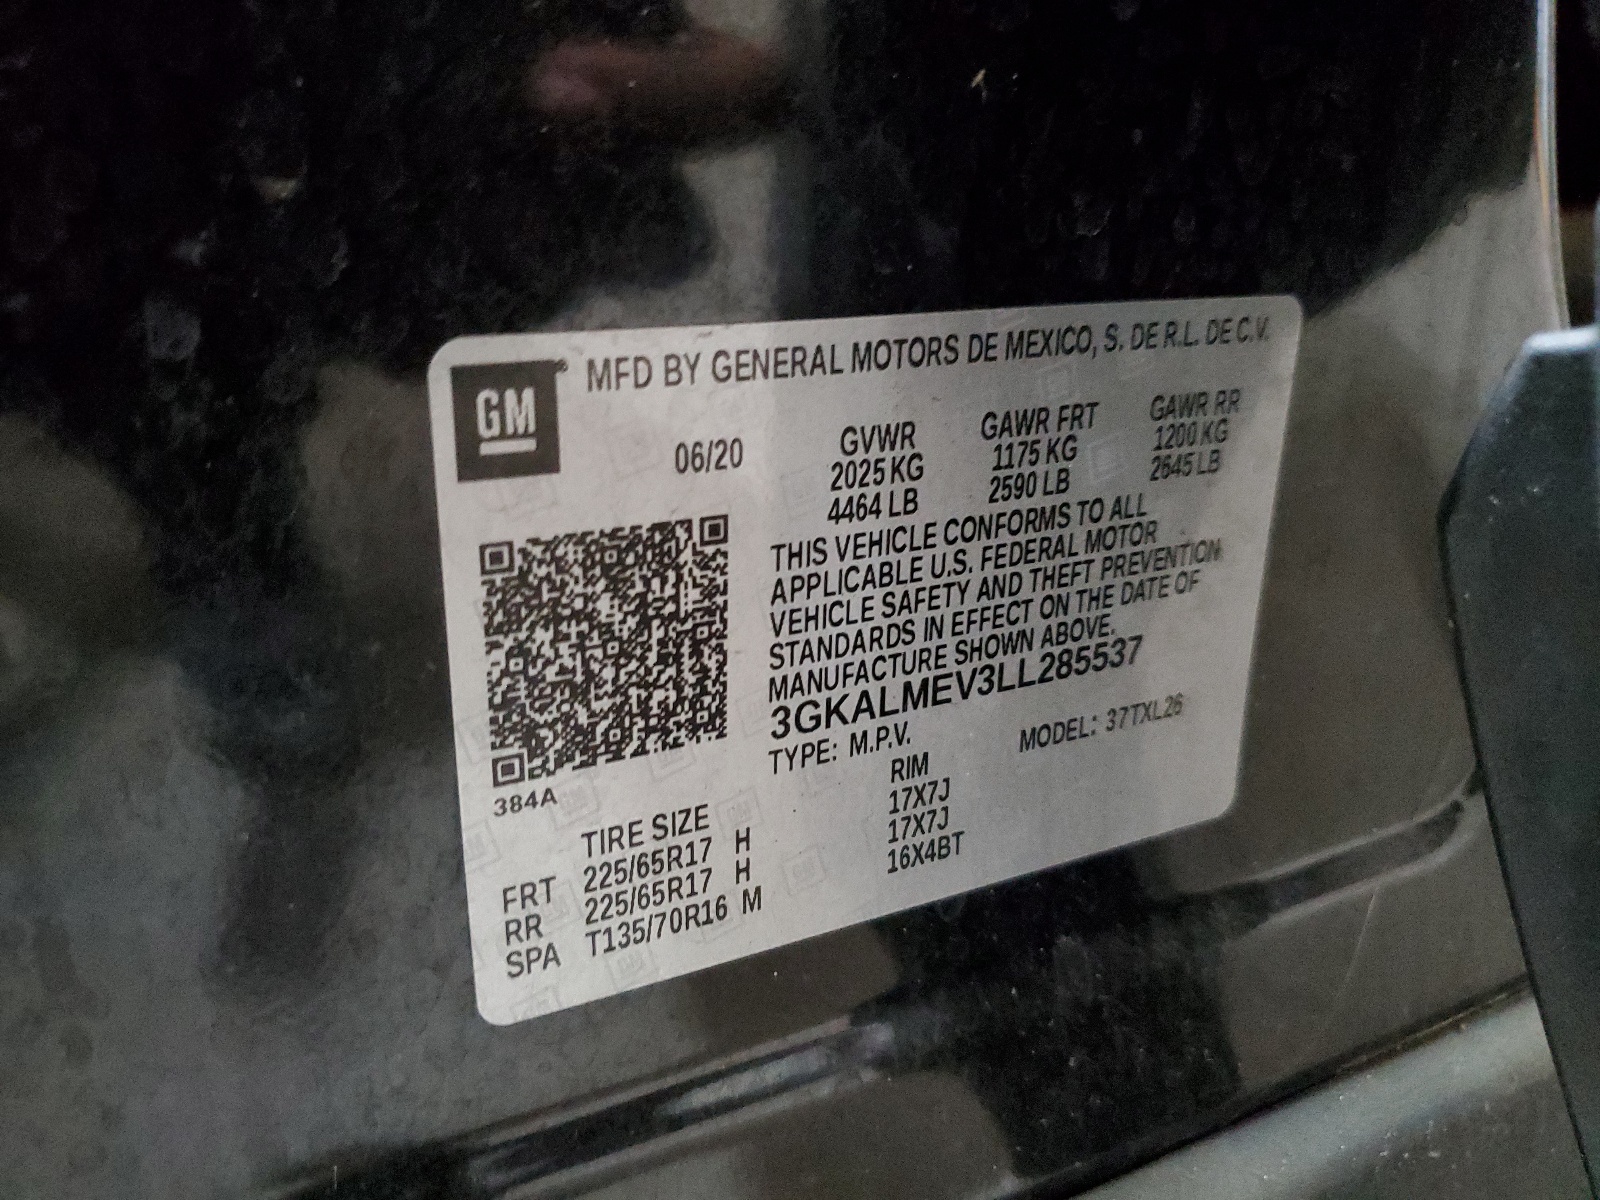 GM
MFD BY GENERAL MOTORS DE MEXICO, S. DE R.L. DE C.V.
06/20
GVWR GAWR FRT GAWR RR
2025 KG 1175 KG 1200 KG
4464 LB 2590 LB 2645 LB
THIS VEHICLE CONFORMS TO ALL
APPLICABLE U.S. FEDERAL MOTOR
VEHICLE SAFETY AND THEFT PREVENTION
STANDARDS IN EFFECT ON THE DATE OF
MANUFACTURE SHOWN ABOVE.
3GKALMEV3LL285537
TYPE: M.P.V. MODEL: 37TXL26
384A
TIRE SIZE RIM
FRT 225/65R17 H 17X7J
RR 225/65R17 H 17X7J
SPA T135/70R16 M 16X4BT